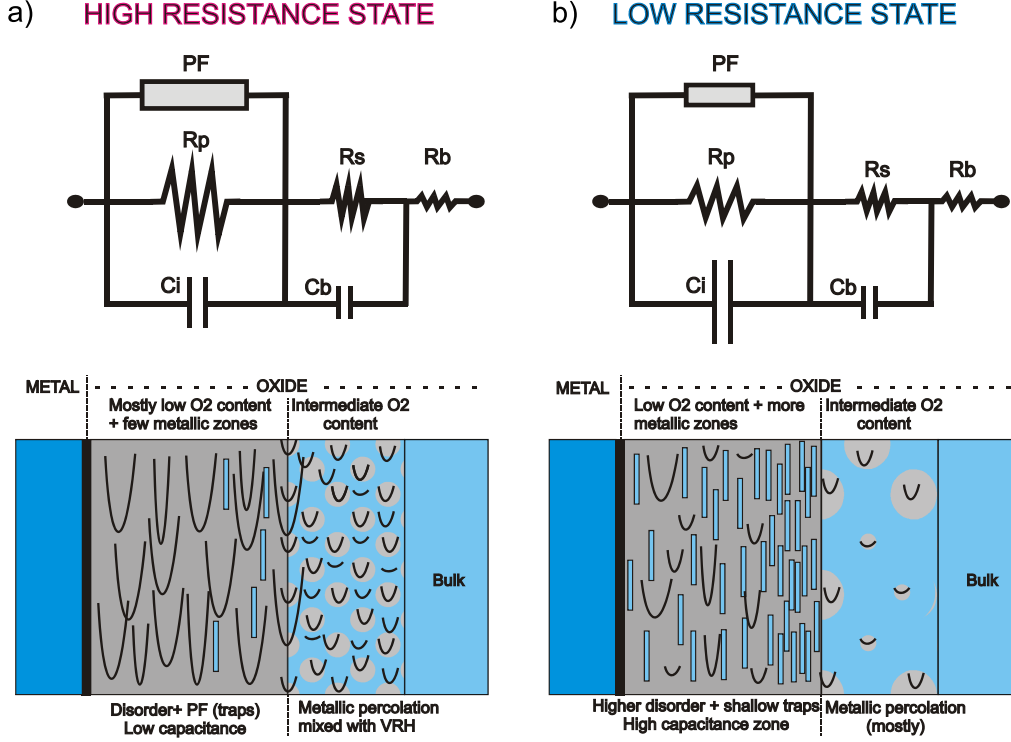 a)
HIGH RESISTANCE STATE
PF
Rp
Rs
Rb
Ci
Cb
METAL
OXIDE
Mostly low O2 content
+ few metallic zones
Intermediate O2
content
Bulk
Disorder+ PF (traps)
Low capacitance
Metallic percolation
mixed with VRH
b)
LOW RESISTANCE STATE
PF
Rp
Rs
Rb
Ci
Cb
METAL
OXIDE
Low O2 content + more
metallic zones
Intermediate O2
content
Bulk
Higher disorder + shallow traps
High capacitance zone
Metallic percolation
(mostly)